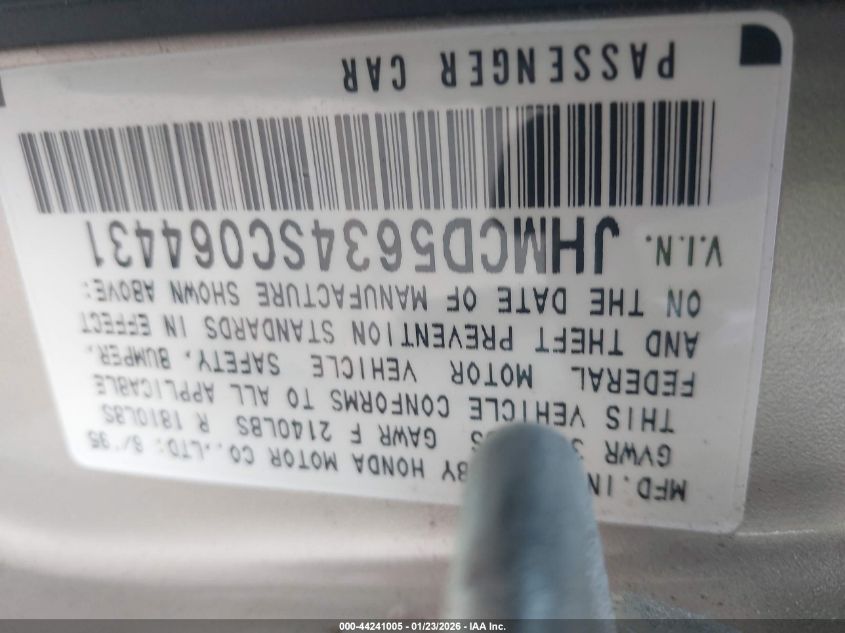 MFD. IN BY HONDA MOTOR CO., LTD: 6/'95
GVWR GAWR F 2140LBS R 1810LBS
THIS VEHICLE CONFORMS TO ALL APPLICABLE
FEDERAL MOTOR VEHICLE SAFETY, BUMPER,
AND THEFT PREVENTION STANDARDS IN EFFECT
ON THE DATE OF MANUFACTURE SHOWN ABOVE:
V.I.N. JHMCD5634SC064431
PASSENGER CAR
000-44241005 - 01/23/2026 - IAA Inc.